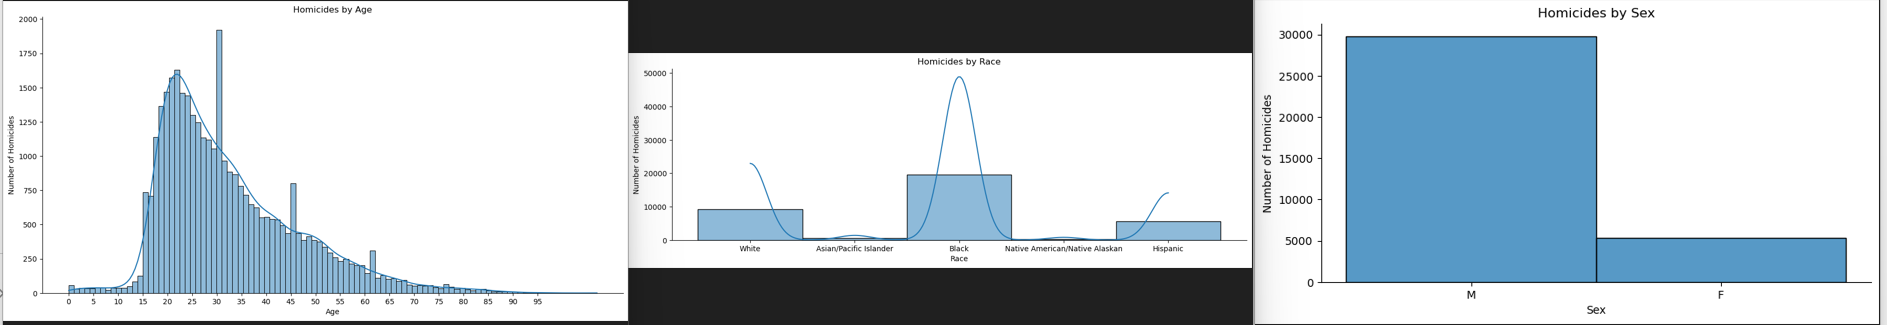 Homicides by Age
Number of Homicides
2000
1750
1500
1250
1000
750
500
250
0
0 5 10 15 20 25 30 35 40 45 50 55 60 65 70 75 80 85 90 95
Age
Homicides by Race
Number of Homicides
50000
40000
30000
20000
10000
0
White Asian/Pacific Islander Black Native American/Native Alaskan Hispanic
Race
Homicides by Sex
Number of Homicides
30000
25000
20000
15000
10000
5000
0
M F
Sex